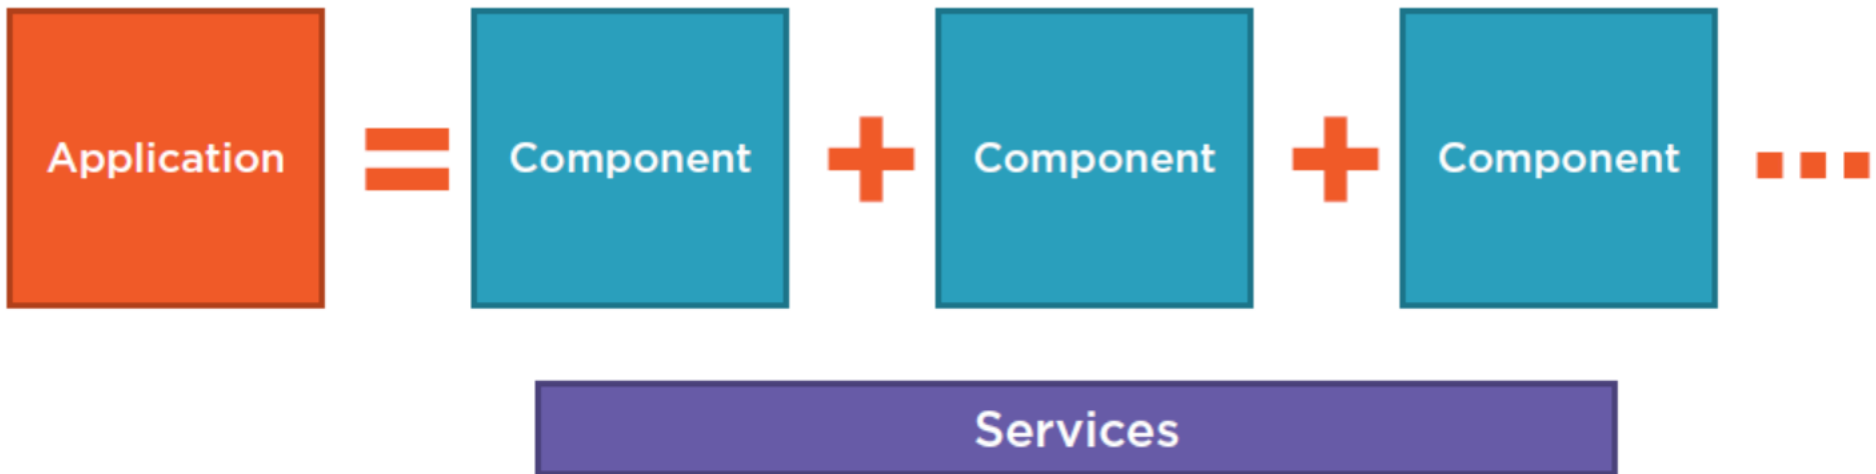 Application = Component + Component + Component ...
Services